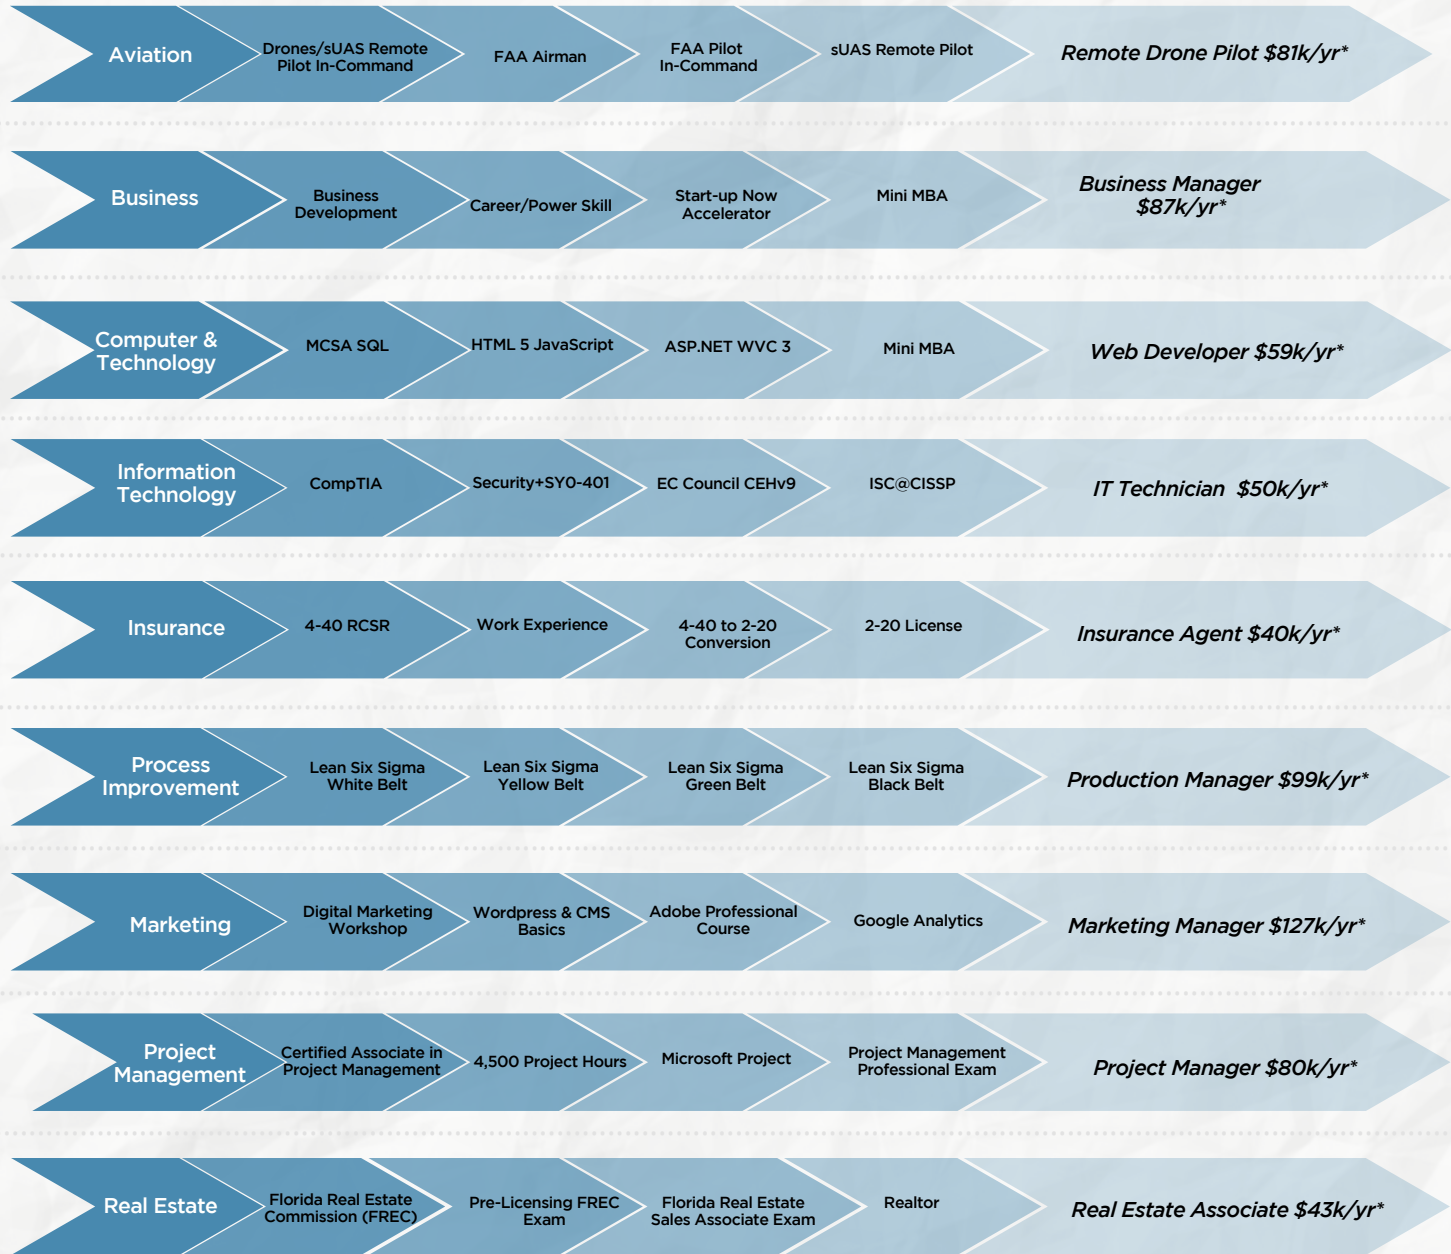 Aviation
Drones/sUAS Remote
Pilot In-Command
FAA Airman
FAA Pilot
In-Command
sUAS Remote Pilot
Remote Drone Pilot $81k/yr*
Business
Business
Development
Career/Power Skill
Start-up Now
Accelerator
Mini MBA
Business Manager
$87k/yr*
Computer &
Technology
MCSA SQL
HTML 5 JavaScript
ASP.NET WVC 3
Mini MBA
Web Developer $59k/yr*
Information
Technology
CompTIA
Security+SY0-401
EC Council CEHv9
ISC@CISSP
IT Technician $50k/yr*
Insurance
4-40 RCSR
Work Experience
4-40 to 2-20
Conversion
2-20 License
Insurance Agent $40k/yr*
Process
Improvement
Lean Six Sigma
White Belt
Lean Six Sigma
Yellow Belt
Lean Six Sigma
Green Belt
Lean Six Sigma
Black Belt
Production Manager $99k/yr*
Marketing
Digital Marketing
Workshop
Wordpress & CMS
Basics
Adobe Professional
Course
Google Analytics
Marketing Manager $127k/yr*
Project
Management
Certified Associate in
Project Management
4,500 Project Hours
Microsoft Project
Project Management
Professional Exam
Project Manager $80k/yr*
Real Estate
Florida Real Estate
Commission (FREC)
Pre-Licensing FREC
Exam
Florida Real Estate
Sales Associate Exam
Realtor
Real Estate Associate $43k/yr*